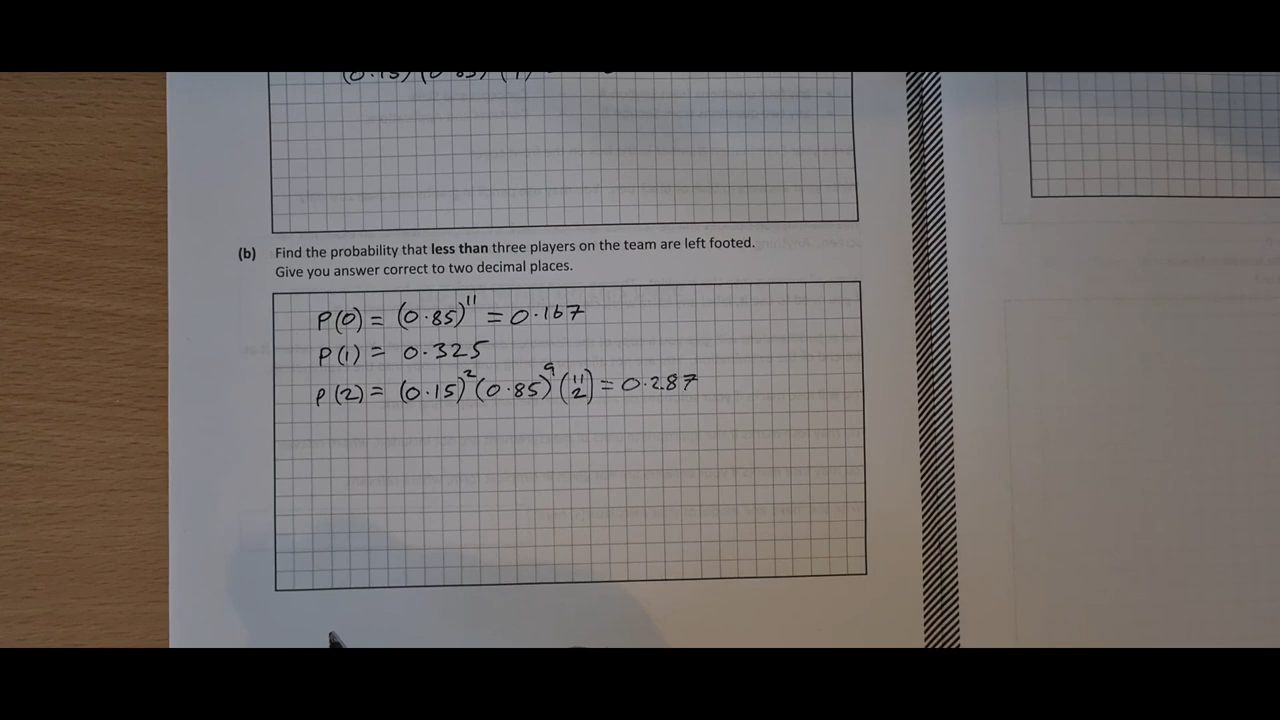 (b) Find the probability that less than three players on the team are left footed.
Give you answer correct to two decimal places.
P(0) = (0.85)^11 = 0.167
P(1) = 0.325
P(2) = (0.15)^2 (0.85)^9 (11 2) = 0.287